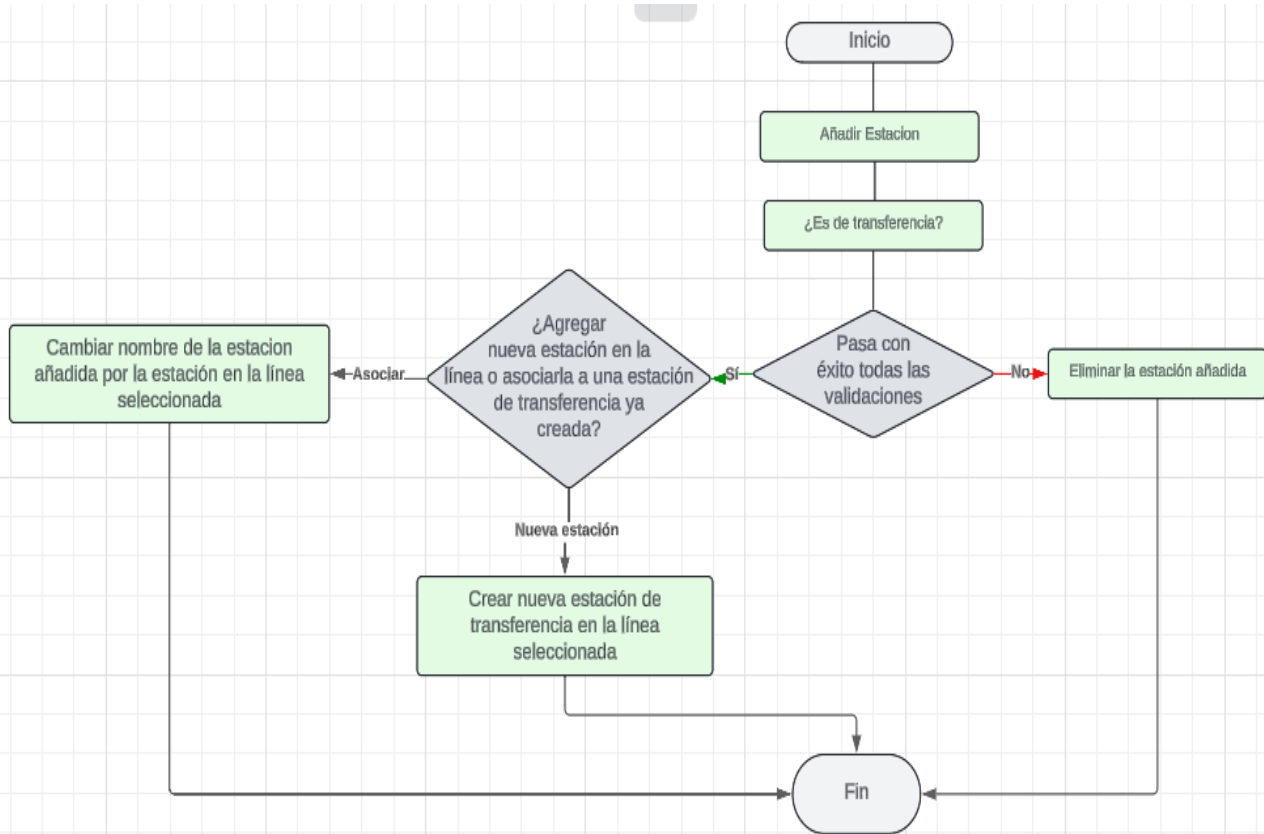 Inicio
Añadir Estacion
¿Es de transferencia?
Pasa con
éxito todas las
validaciones
No
Eliminar la estación añadida
Sí
¿Agregar
nueva estación en la
línea o asociarla a una estación
de transferencia ya
creada?
Asociar
Cambiar nombre de la estacion
añadida por la estación en la línea
seleccionada
Nueva estación
Crear nueva estación de
transferencia en la línea
seleccionada
Fin